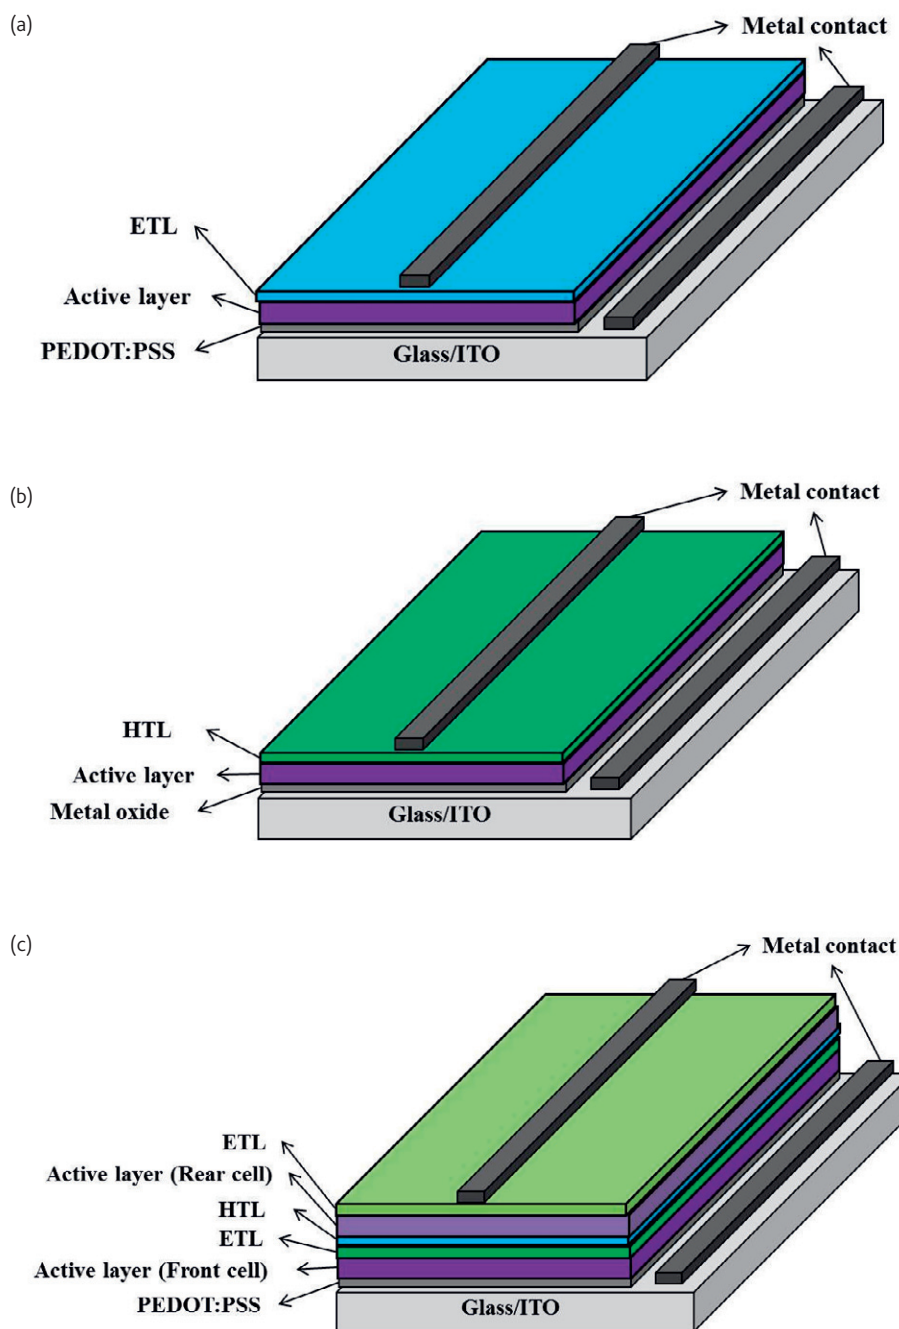 (a)
Metal contact
ETL
Active layer
PEDOT:PSS
Glass/ITO
(b)
Metal contact
HTL
Active layer
Metal oxide
Glass/ITO
(c)
Metal contact
ETL
Active layer (Rear cell)
HTL
ETL
Active layer (Front cell)
PEDOT:PSS
Glass/ITO